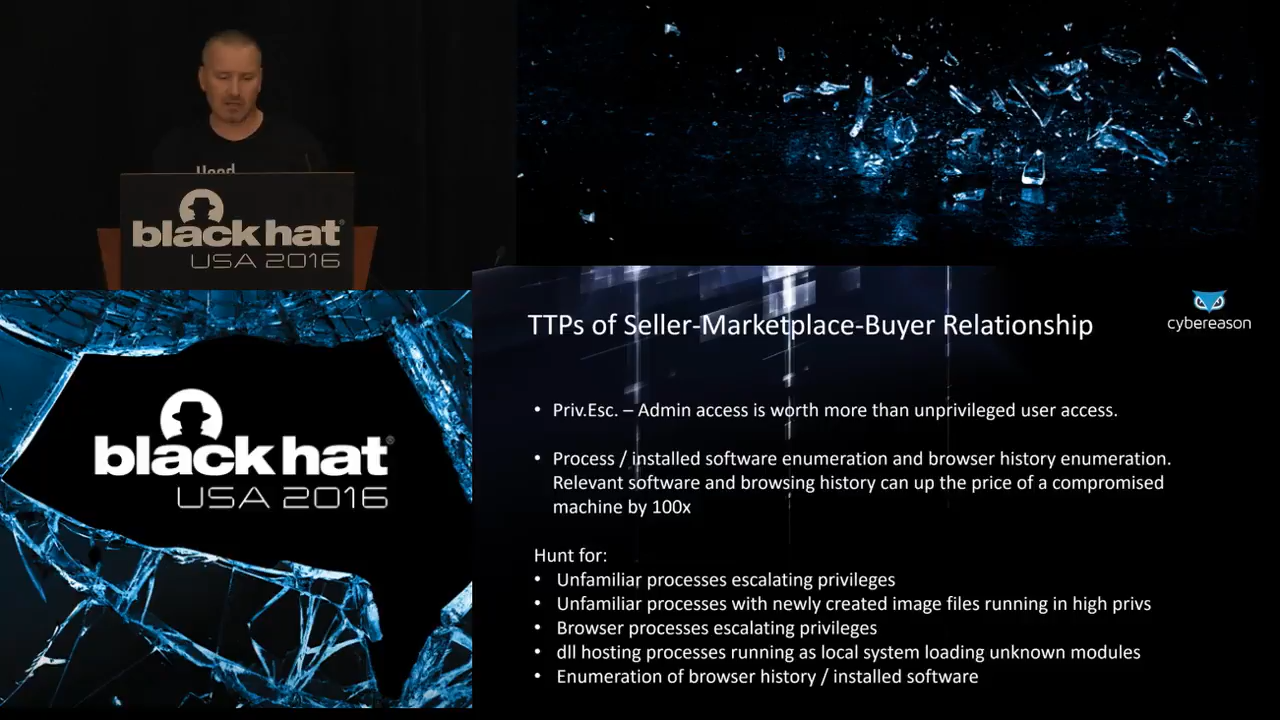 Hood
black hat®
USA 2016
black hat®
USA 2016
TTPs of Seller-Marketplace-Buyer Relationship
cybereason
• Priv.Esc. – Admin access is worth more than unprivileged user access.
• Process / installed software enumeration and browser history enumeration.
Relevant software and browsing history can up the price of a compromised
machine by 100x
Hunt for:
• Unfamiliar processes escalating privileges
• Unfamiliar processes with newly created image files running in high privs
• Browser processes escalating privileges
• dll hosting processes running as local system loading unknown modules
• Enumeration of browser history / installed software